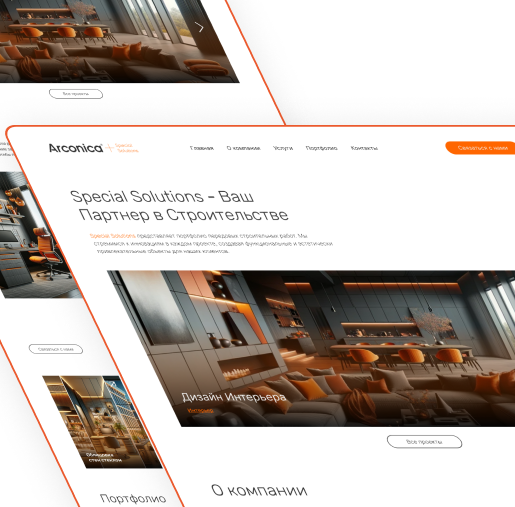 Все проекты
Arconica
Special
Solutions
Главная
О компании
Услуги
Портфолио
Контакты
Связаться с нами
Special Solutions - Ваш
Партнер в Строительстве
Special Solutions представляет портфолио передовых строительных работ. Мы
стремимся к инновациям в каждом проекте, создавая функциональные и эстетически
привлекательные объекты для наших клиентов.
Дизайн Интерьера
Интерьер
Связаться с нами
Все проекты
Облицовка
стен стеклом
Портфолио
О компании